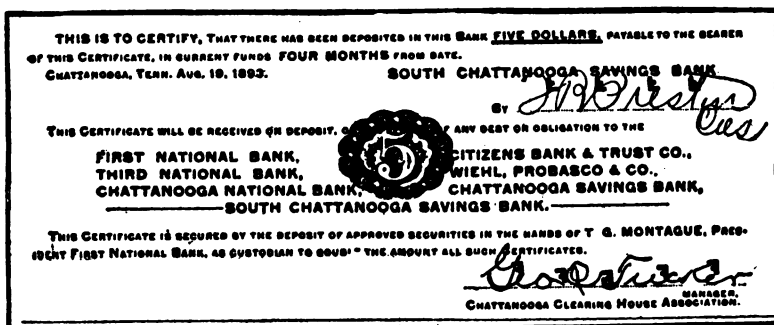 THIS IS TO CERTIFY, THAT THERE HAS BEEN DEPOSITED IN THIS BANK FIVE DOLLARS, PAYABLE TO THE BEARER
OF THIS CERTIFICATE, IN CURRENT FUNDS FOUR MONTHS FROM DATE.
CHATTANOOGA, TENN. AUG. 19, 1893. SOUTH CHATTANOOGA SAVINGS BANK
BY J R Preston
Cas
THIS CERTIFICATE WILL BE RECEIVED ON DEPOSIT, ANY DEBT OR OBLIGATION TO THE
5
FIRST NATIONAL BANK, CITIZENS BANK & TRUST CO.,
THIRD NATIONAL BANK, WIEHL, PROBASCO & CO.,
CHATTANOOGA NATIONAL BANK, CHATTANOOGA SAVINGS BANK,
SOUTH CHATTANOOGA SAVINGS BANK.
THIS CERTIFICATE IS SECURED BY THE DEPOSIT OF APPROVED SECURITIES IN THE HANDS OF T G. MONTAGUE, PRES-
IDENT FIRST NATIONAL BANK, AS CUSTODIAN TO THE AMOUNT ALL SUCH CERTIFICATES.
MANAGER,
CHATTANOOGA CLEARING HOUSE ASSOCIATION.